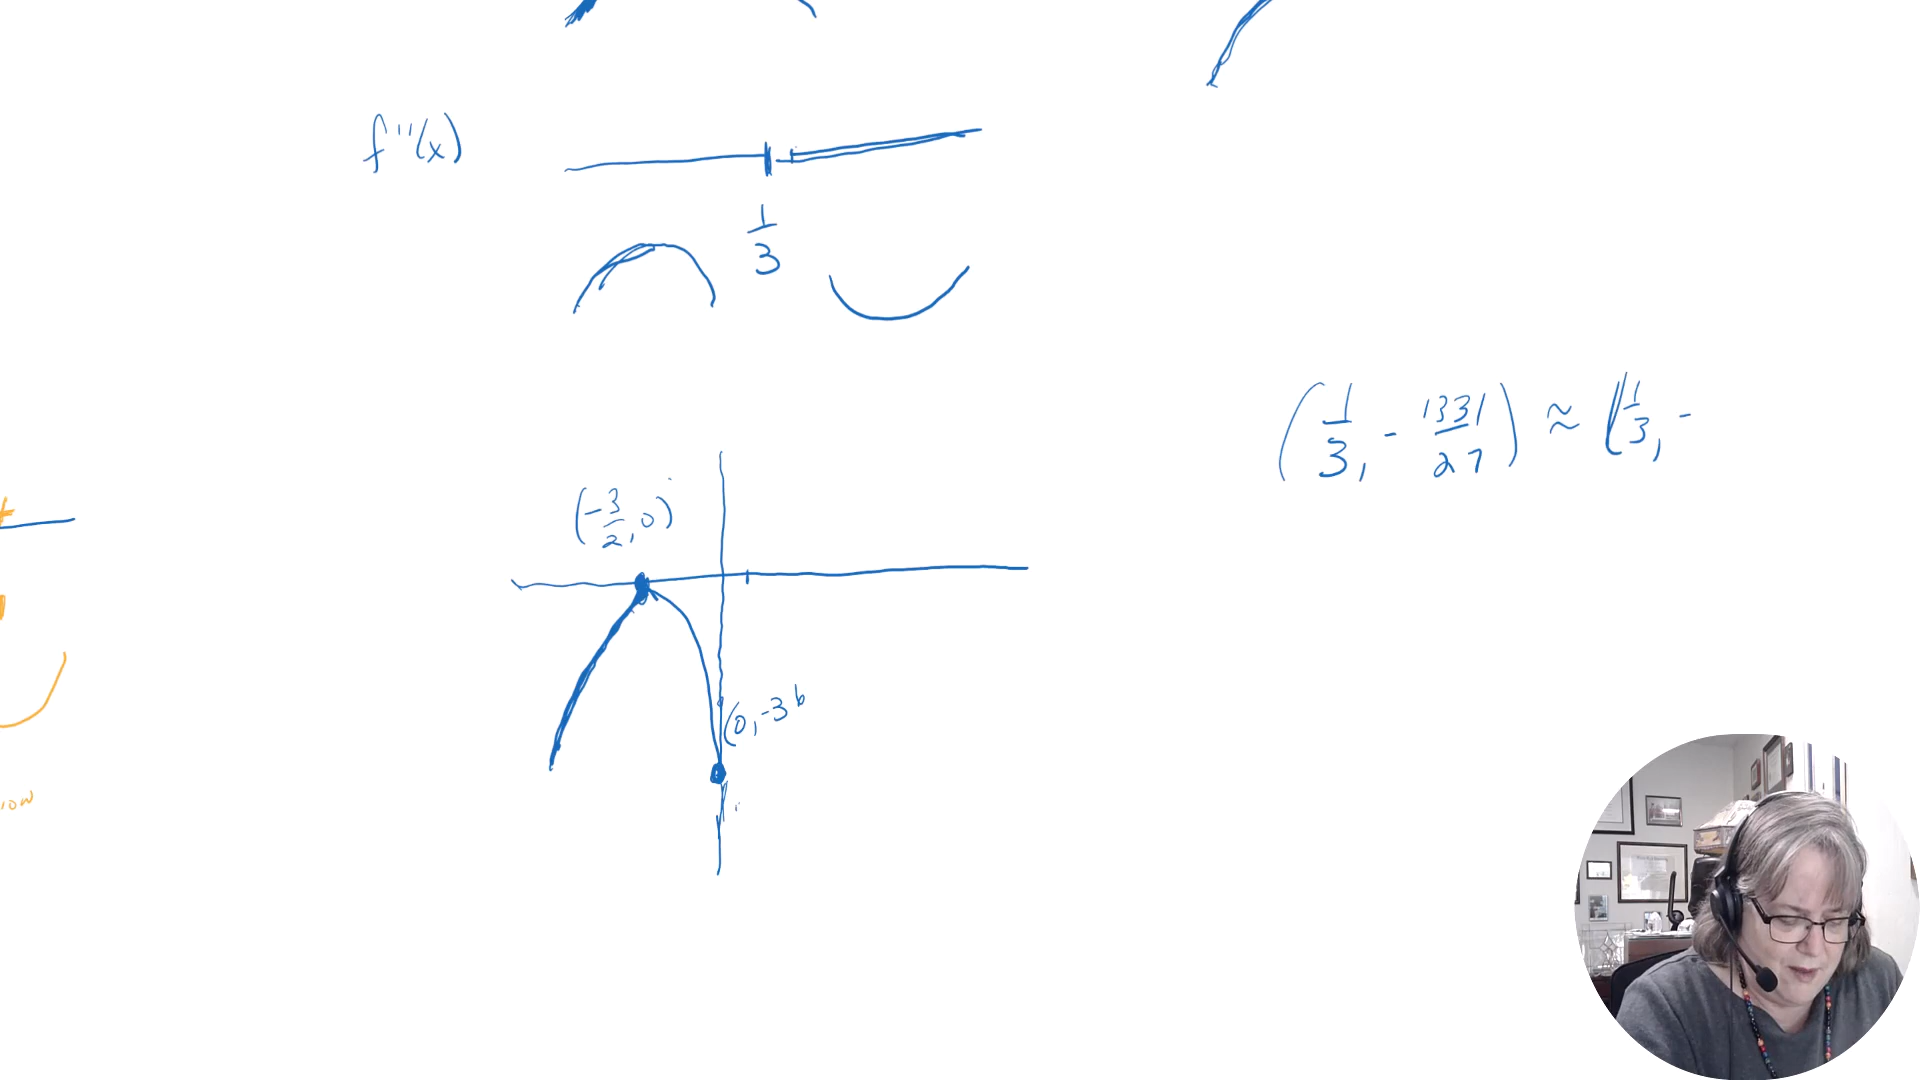 f''(x)
1/3
(1/3, -1331/27) ≈ (1/3, -
(-3/2, 0)
(0, -36